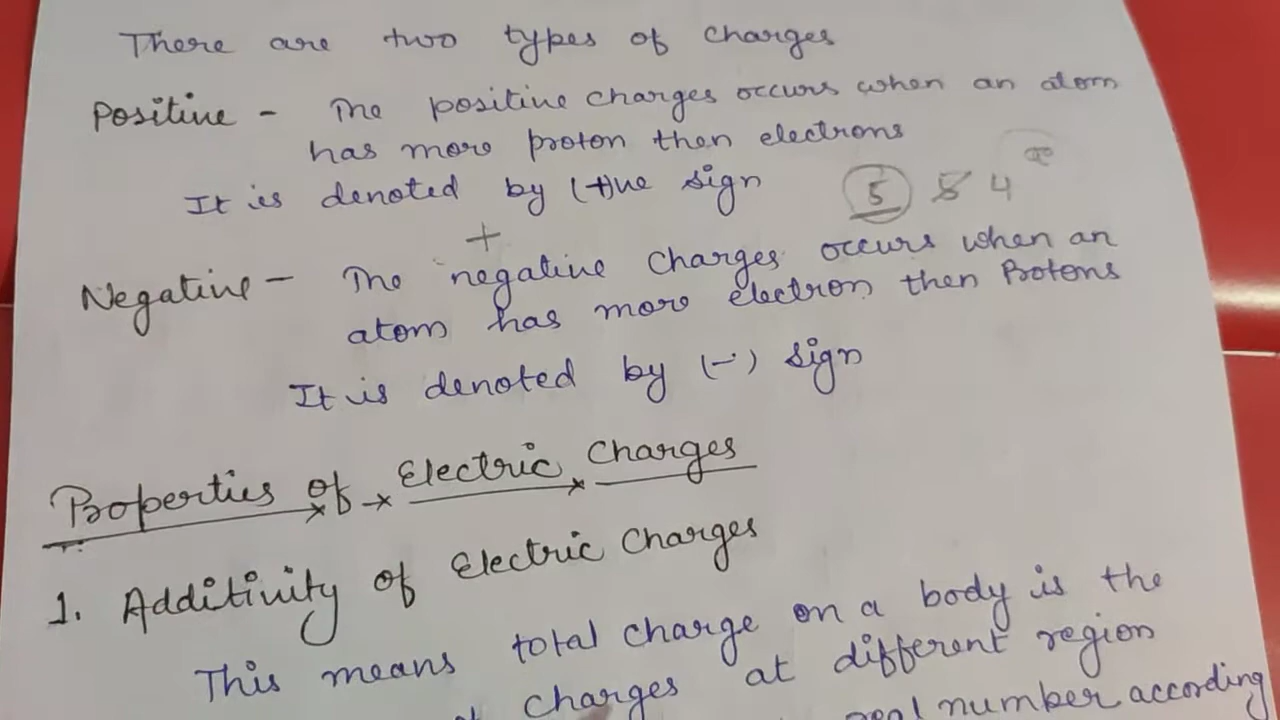 There are two types of charges
Positive - The positive charges occurs when an atom
has more proton then electrons
It is denoted by (+)ve sign
5 5 4
+
Negative - The negative charges occurs when an
atom has more electron then Protons
It is denoted by (-) sign
Properties of Electric Charges
1. Additivity of Electric Charges
This means total charge on a body is the
charges at different region
real number according